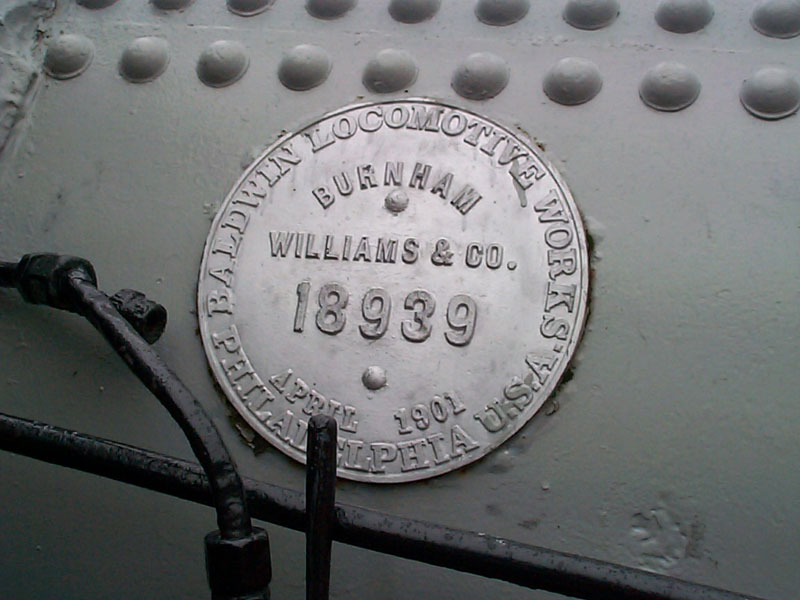 BALDWIN LOCOMOTIVE WORKS.
BURNHAM
WILLIAMS & CO.
18939
APRIL 1901
PHILADELPHIA U.S.A.